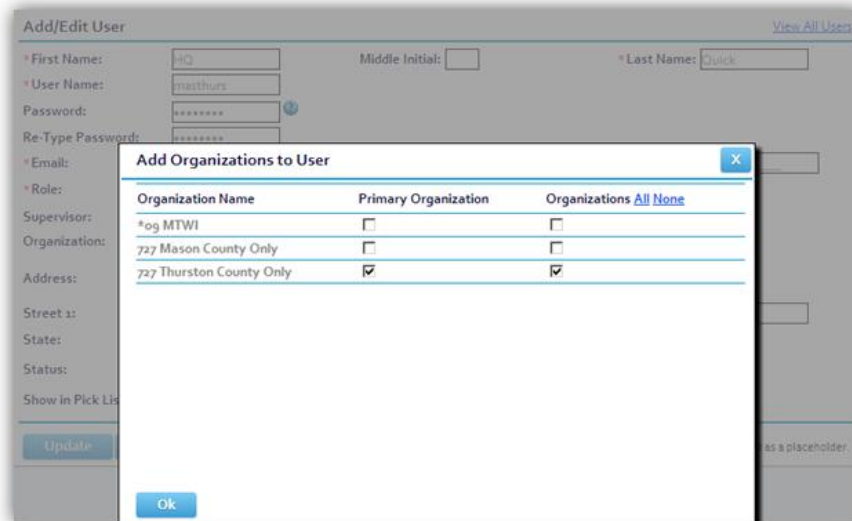 Add/Edit User View All Users
*First Name: HQ Middle Initial: *Last Name: Quick
*User Name: masthurs
Password: ••••••••
Re-Type Password: ••••••••
*Email:
*Role:
Supervisor:
Organization:
Address:
Street 1:
State:
Status:
Show in Pick Lis
Update as a placeholder.
Add Organizations to User X
Organization Name Primary Organization Organizations All None
*09 MTWI
727 Mason County Only
727 Thurston County Only
Ok